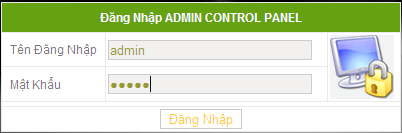 Đăng Nhập ADMIN CONTROL PANEL
Tên Đăng Nhập admin
Mật Khẩu •••••
Đăng Nhập